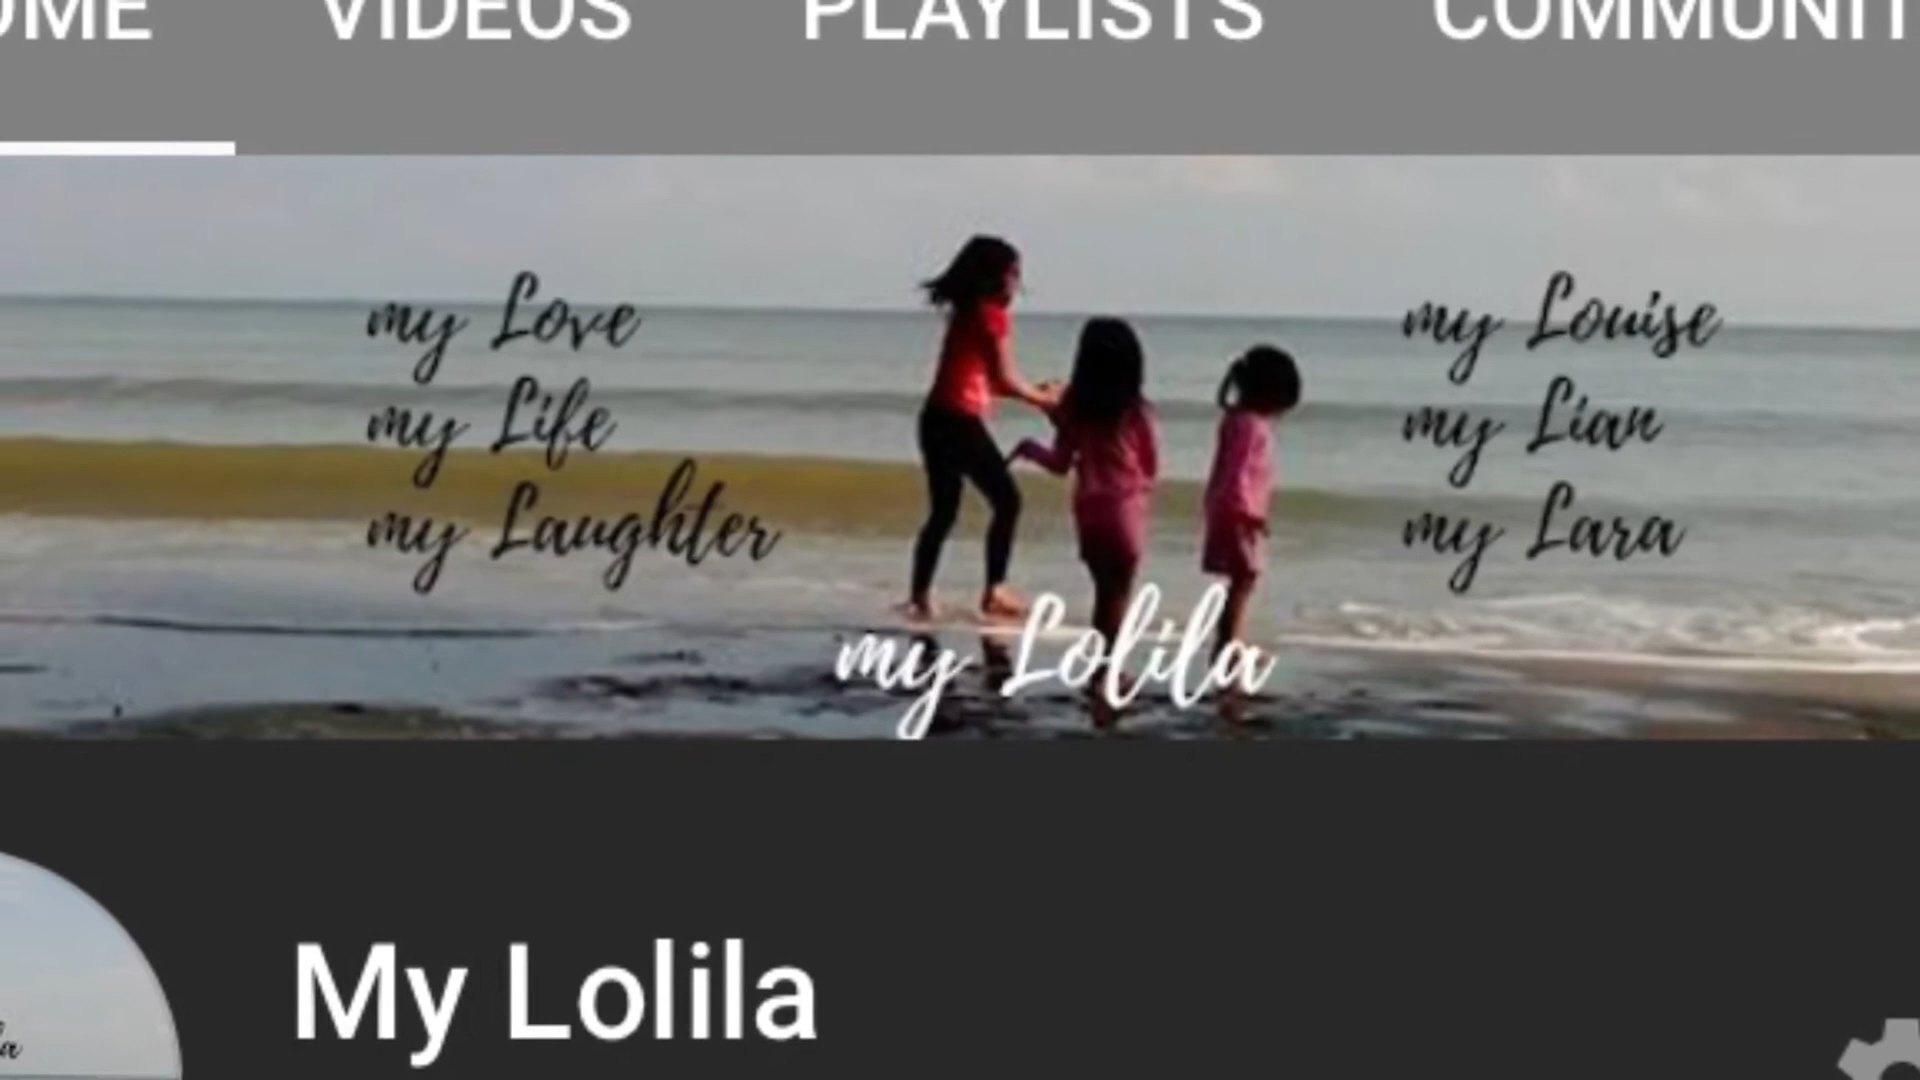 VIDEOS
PLAYLISTS
my Love
my Life
my Laughter
my Louise
my Lian
my Lara
my Lolila
My Lolila